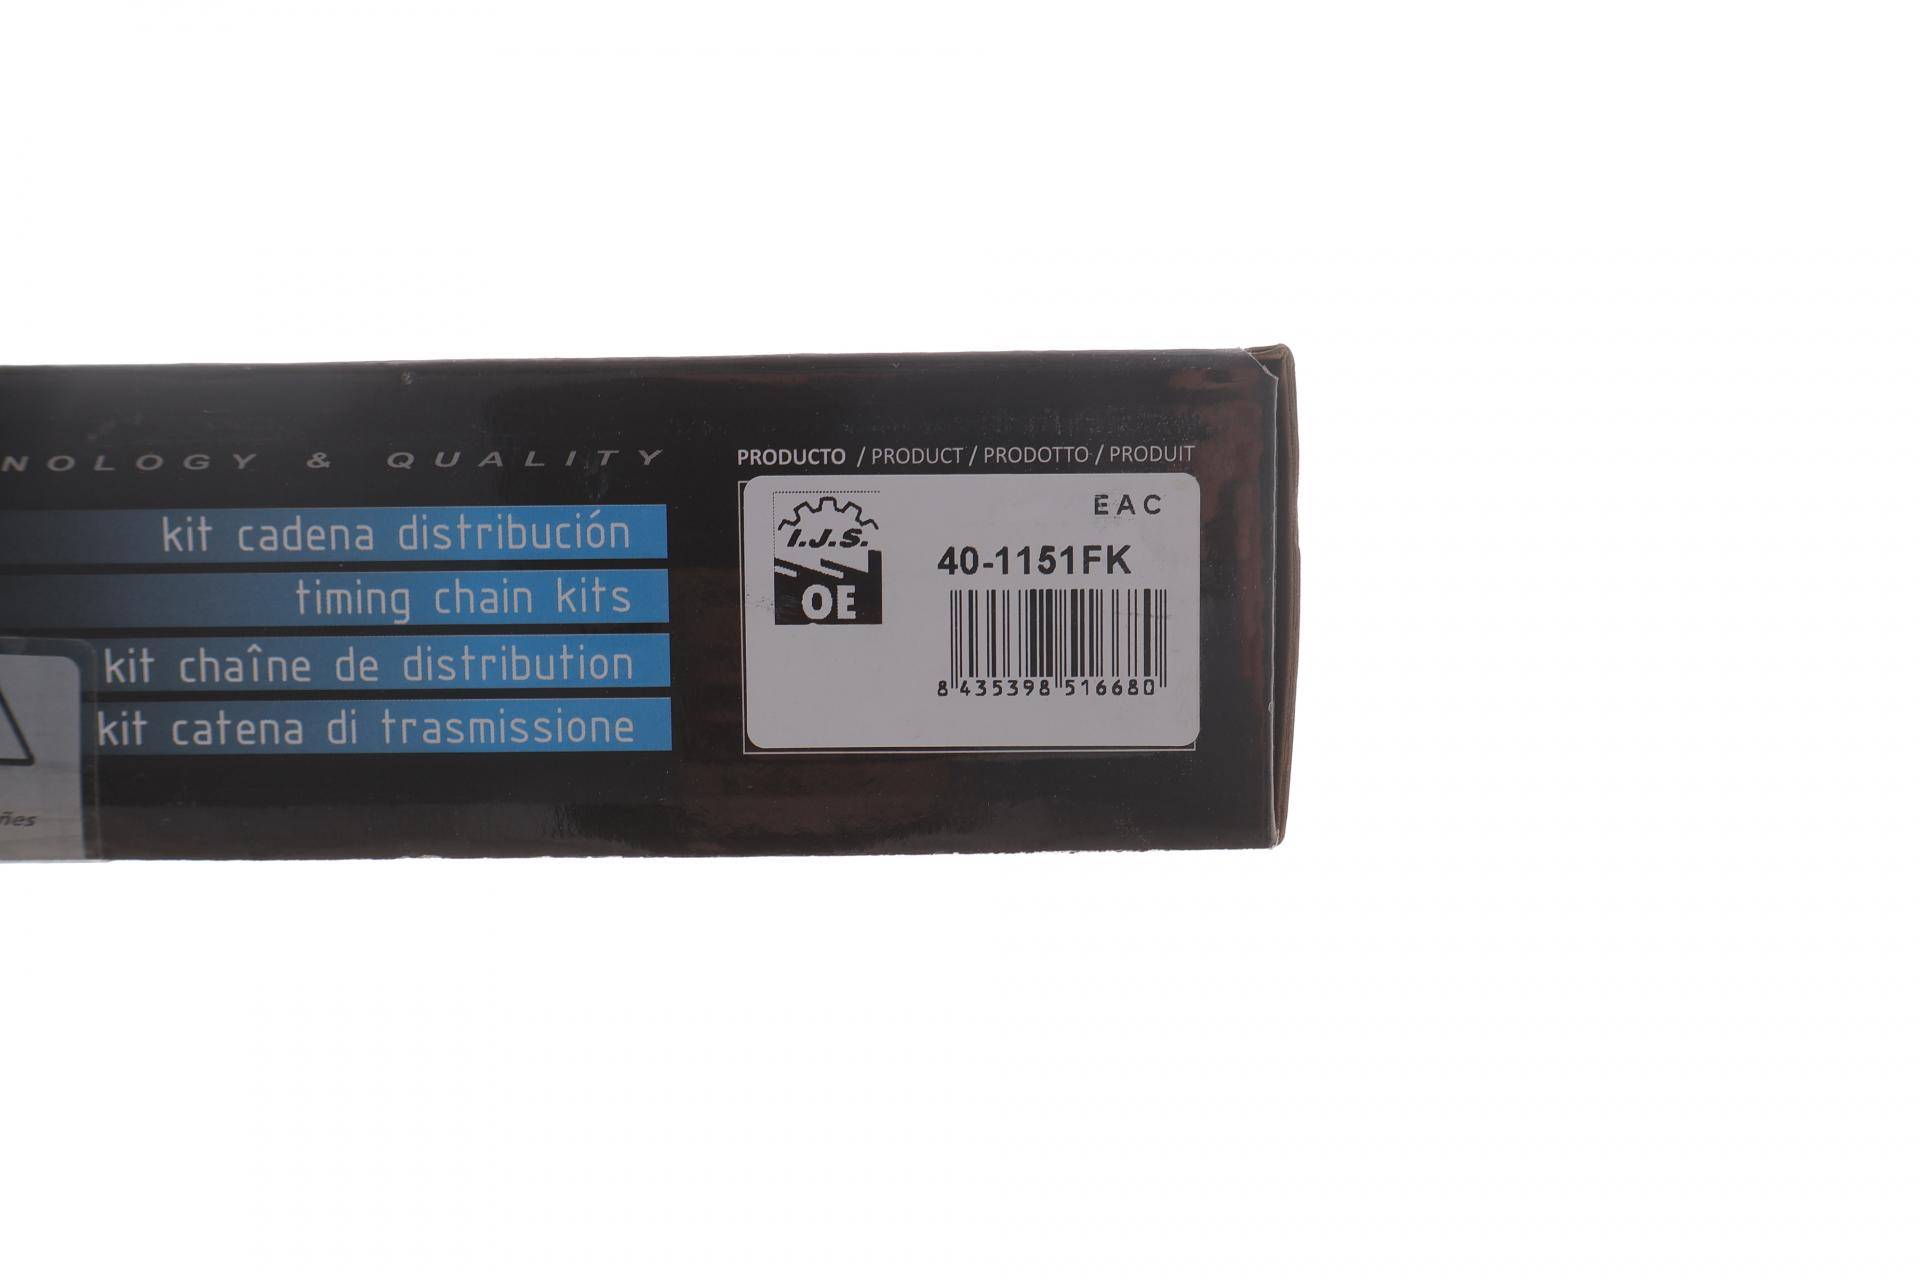 NOLOGY & QUALITY
kit cadena distribución
timing chain kits
kit chaîne de distribution
kit catena di trasmissione
ñes
PRODUCTO / PRODUCT / PRODOTTO / PRODUIT
EAC
I.J.S.
OE
40-1151FK
8 435398 516680